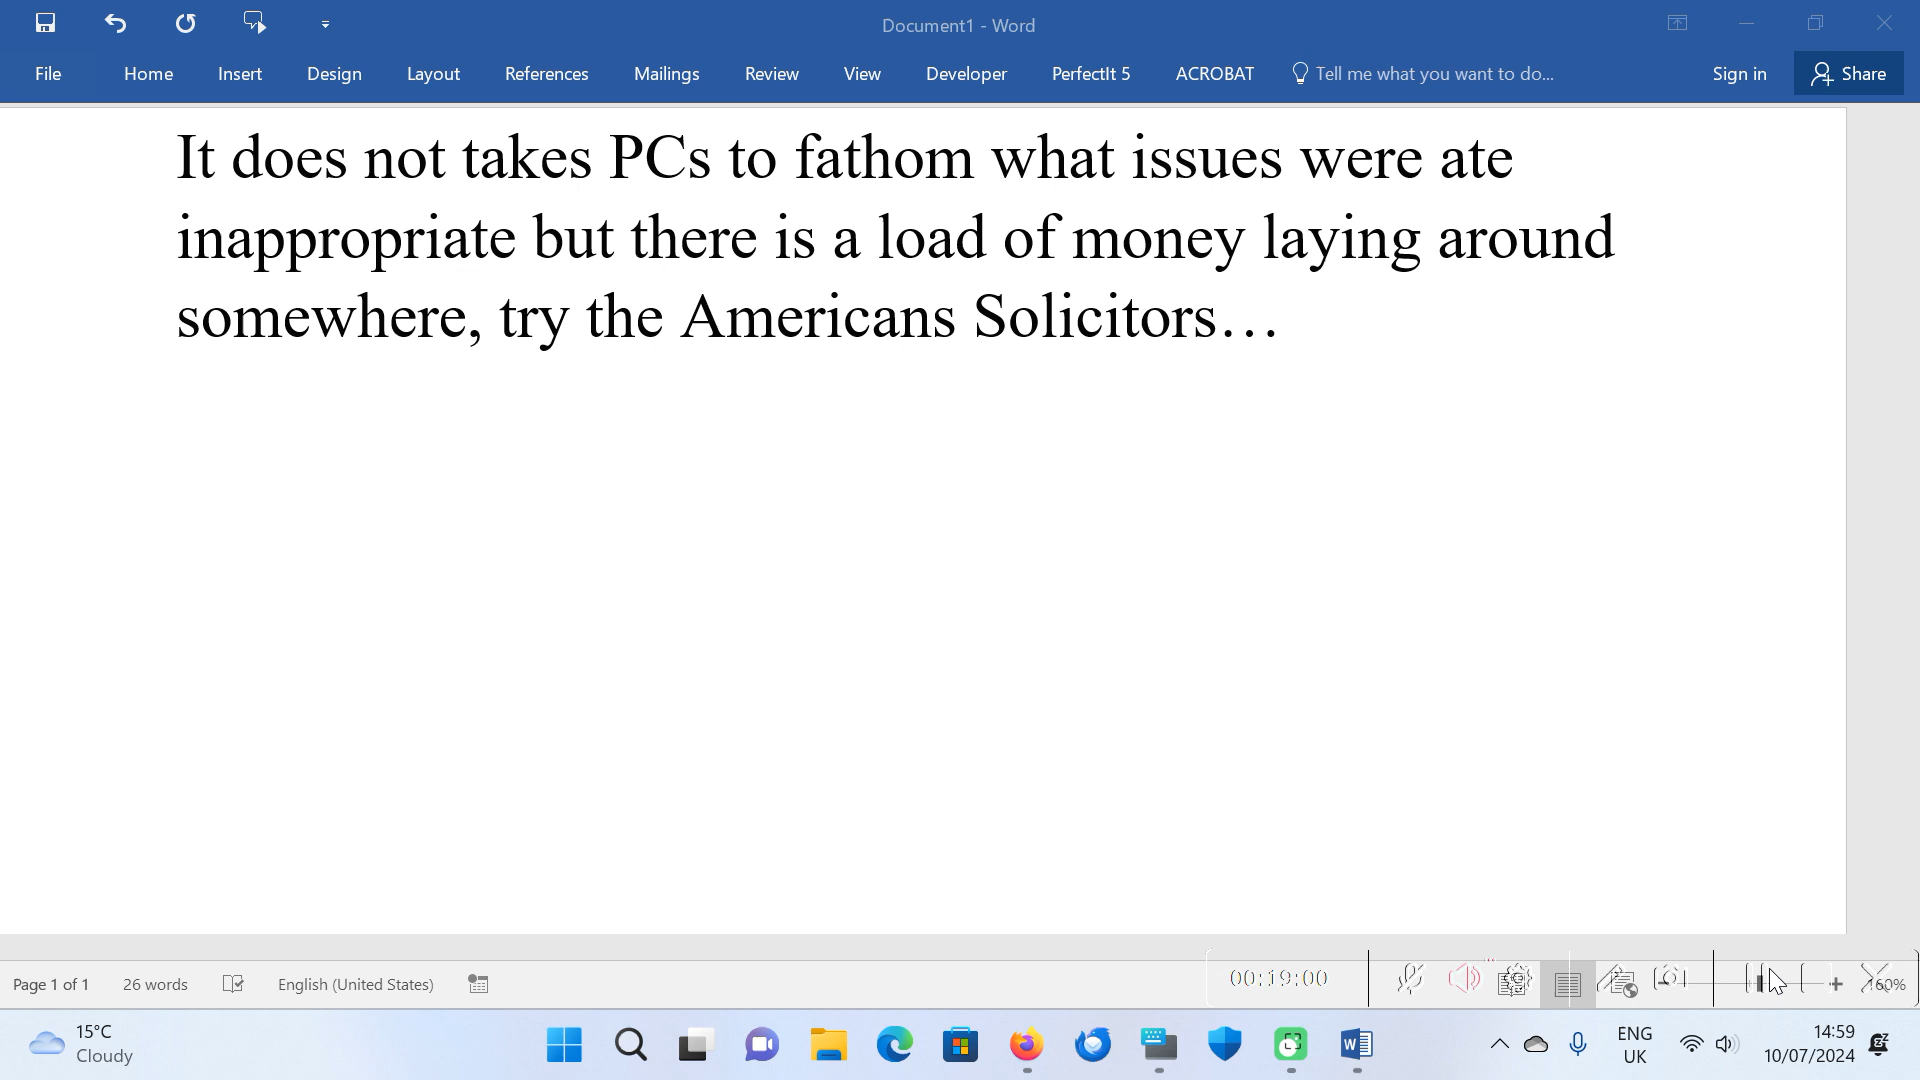 Document1 - Word
File Home Insert Design Layout References Mailings Review View Developer PerfectIt 5 ACROBAT Tell me what you want to do... Sign in Share
It does not takes PCs to fathom what issues were ate
inappropriate but there is a load of money laying around
somewhere, try the Americans Solicitors…
Page 1 of 1 26 words English (United States) 00:19:00 160%
15°C
Cloudy
ENG
UK
14:59
10/07/2024